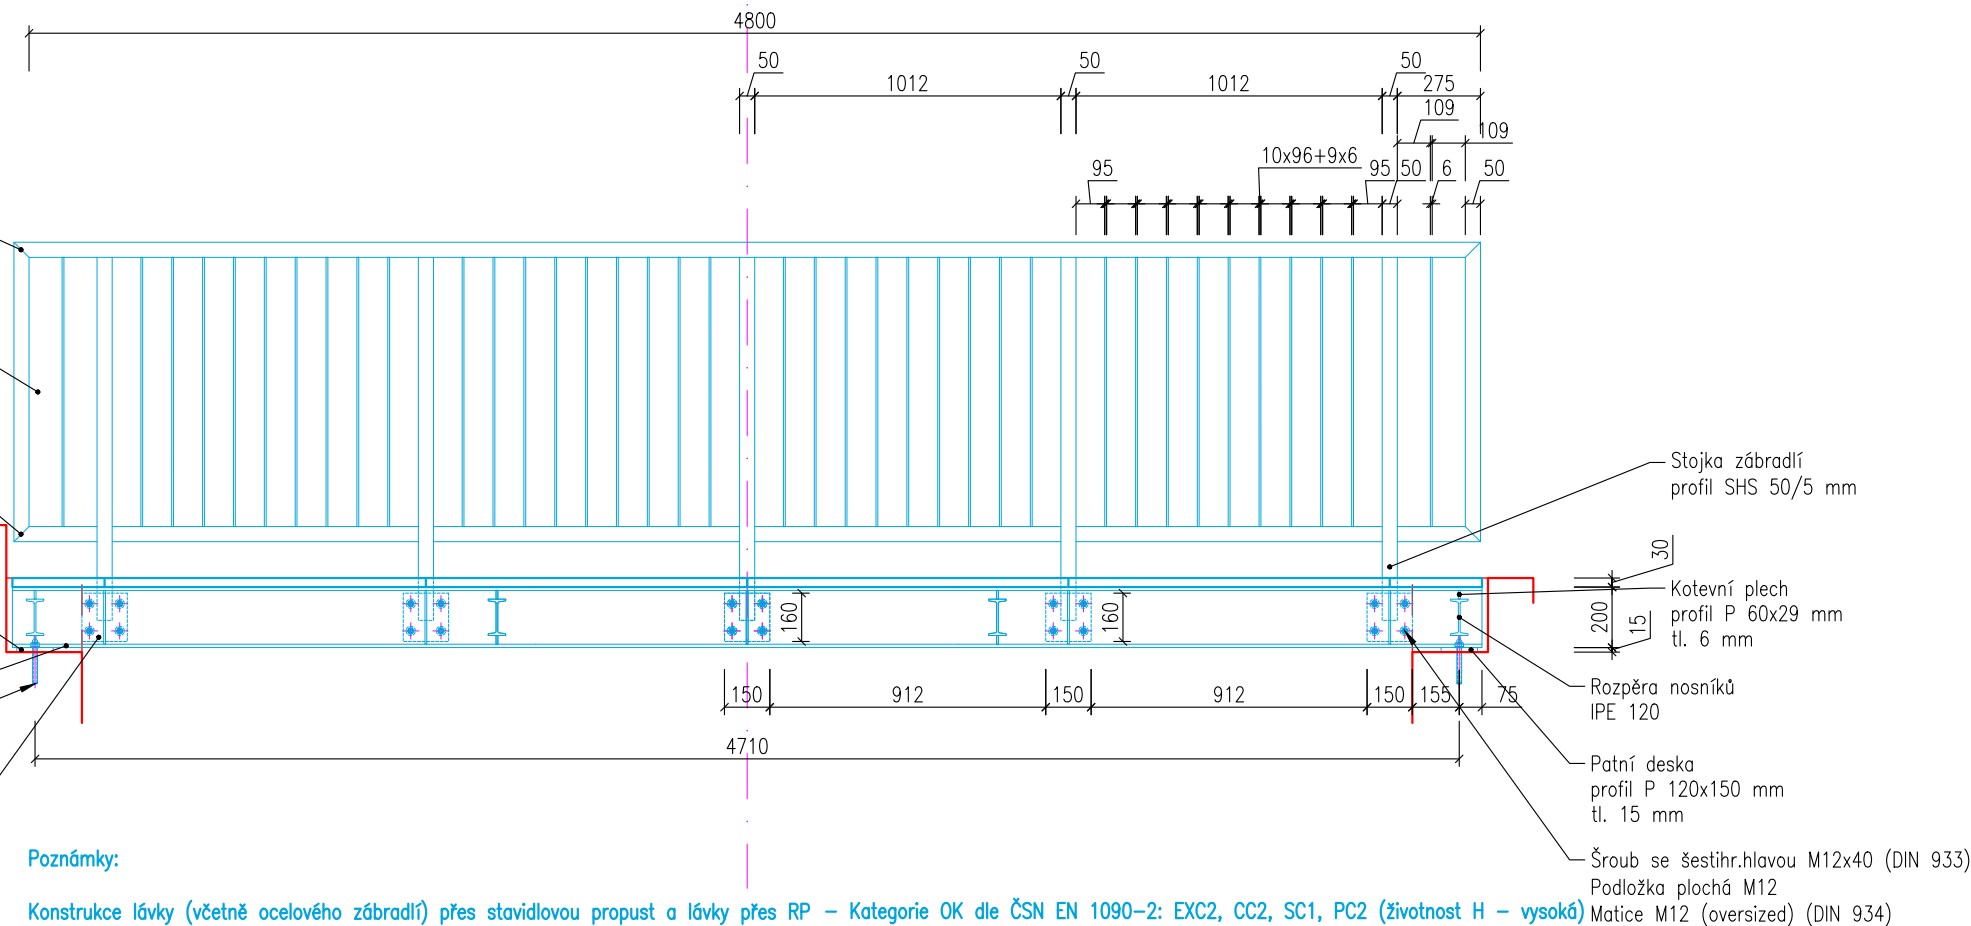 4800
50
50
50
1012
1012
275
109
109
10x96+9x6
95
95
50
6
50
Stojka zábradlí
profil SHS 50/5 mm
30
200
15
Kotevní plech
profil P 60x29 mm
tl. 6 mm
160
160
Rozpěra nosníků
IPE 120
150
912
150
912
150
155
75
4710
Patní deska
profil P 120x150 mm
tl. 15 mm
Šroub se šestihr.hlavou M12x40 (DIN 933)
Podložka plochá M12
Matice M12 (oversized) (DIN 934)
Poznámky:
Konstrukce lávky (včetně ocelového zábradlí) přes stavidlovou propust a lávky přes RP – Kategorie OK dle ČSN EN 1090–2: EXC2, CC2, SC1, PC2 (životnost H – vysoká)